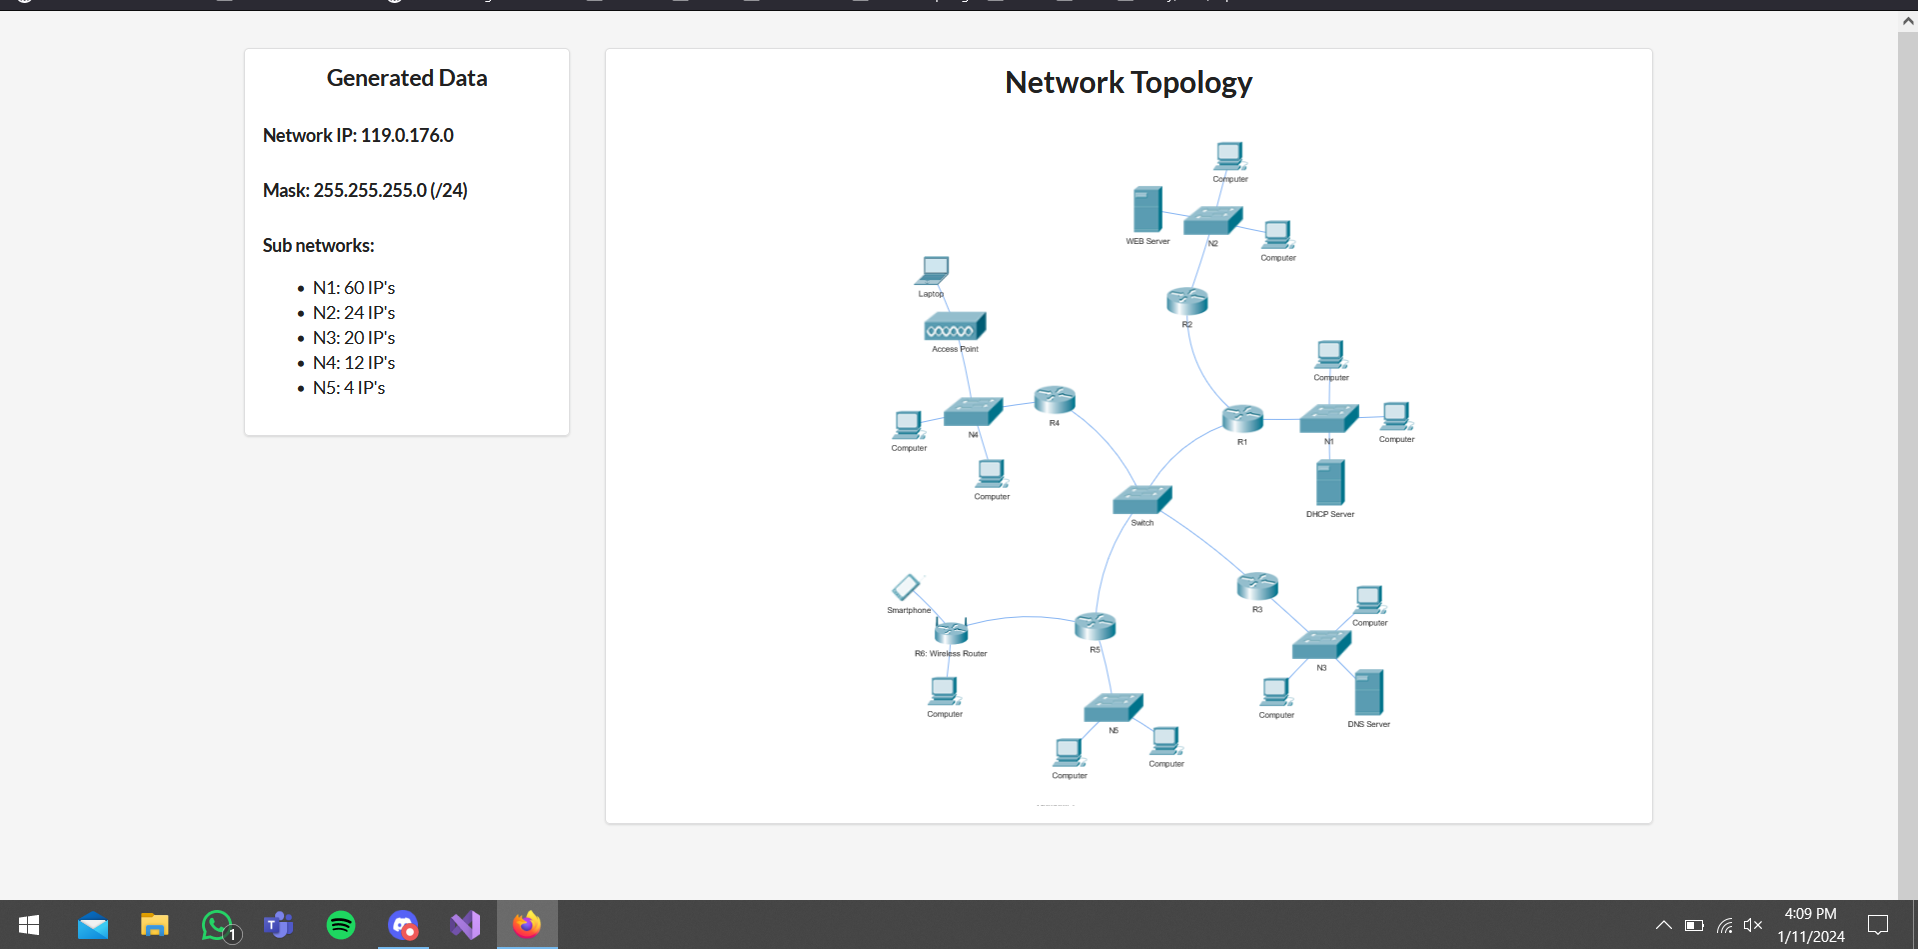 Generated Data
Network IP: 119.0.176.0
Mask: 255.255.255.0 (/24)
Sub networks:
N1: 60 IP's
N2: 24 IP's
N3: 20 IP's
N4: 12 IP's
N5: 4 IP's
Network Topology
Computer
WEB Server
N2
Computer
Laptop
R2
Access Point
Computer
R4
N4
Computer
R1
N1
Computer
Computer
DHCP Server
Switch
Smartphone
R3
Computer
R6: Wireless Router
R5
N3
Computer
Computer
DNS Server
N5
Computer
Computer
1
4:09 PM
1/11/2024